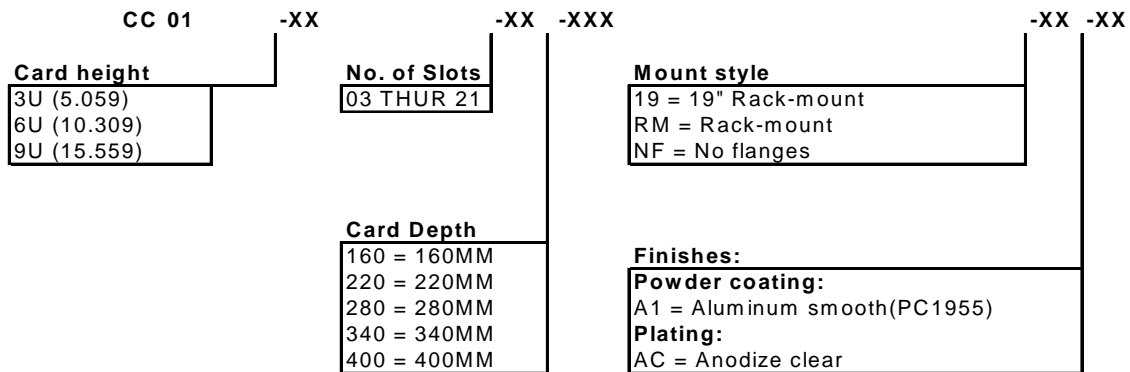 CC 01 -XX -XX -XXX -XX -XX
Card height
3U (5.059)
6U (10.309)
9U (15.559)
No. of Slots
03 THUR 21
Mount style
19 = 19" Rack-mount
RM = Rack-mount
NF = No flanges
Card Depth
160 = 160MM
220 = 220MM
280 = 280MM
340 = 340MM
400 = 400MM
Finishes:
Powder coating:
A1 = Aluminum smooth(PC1955)
Plating:
AC = Anodize clear